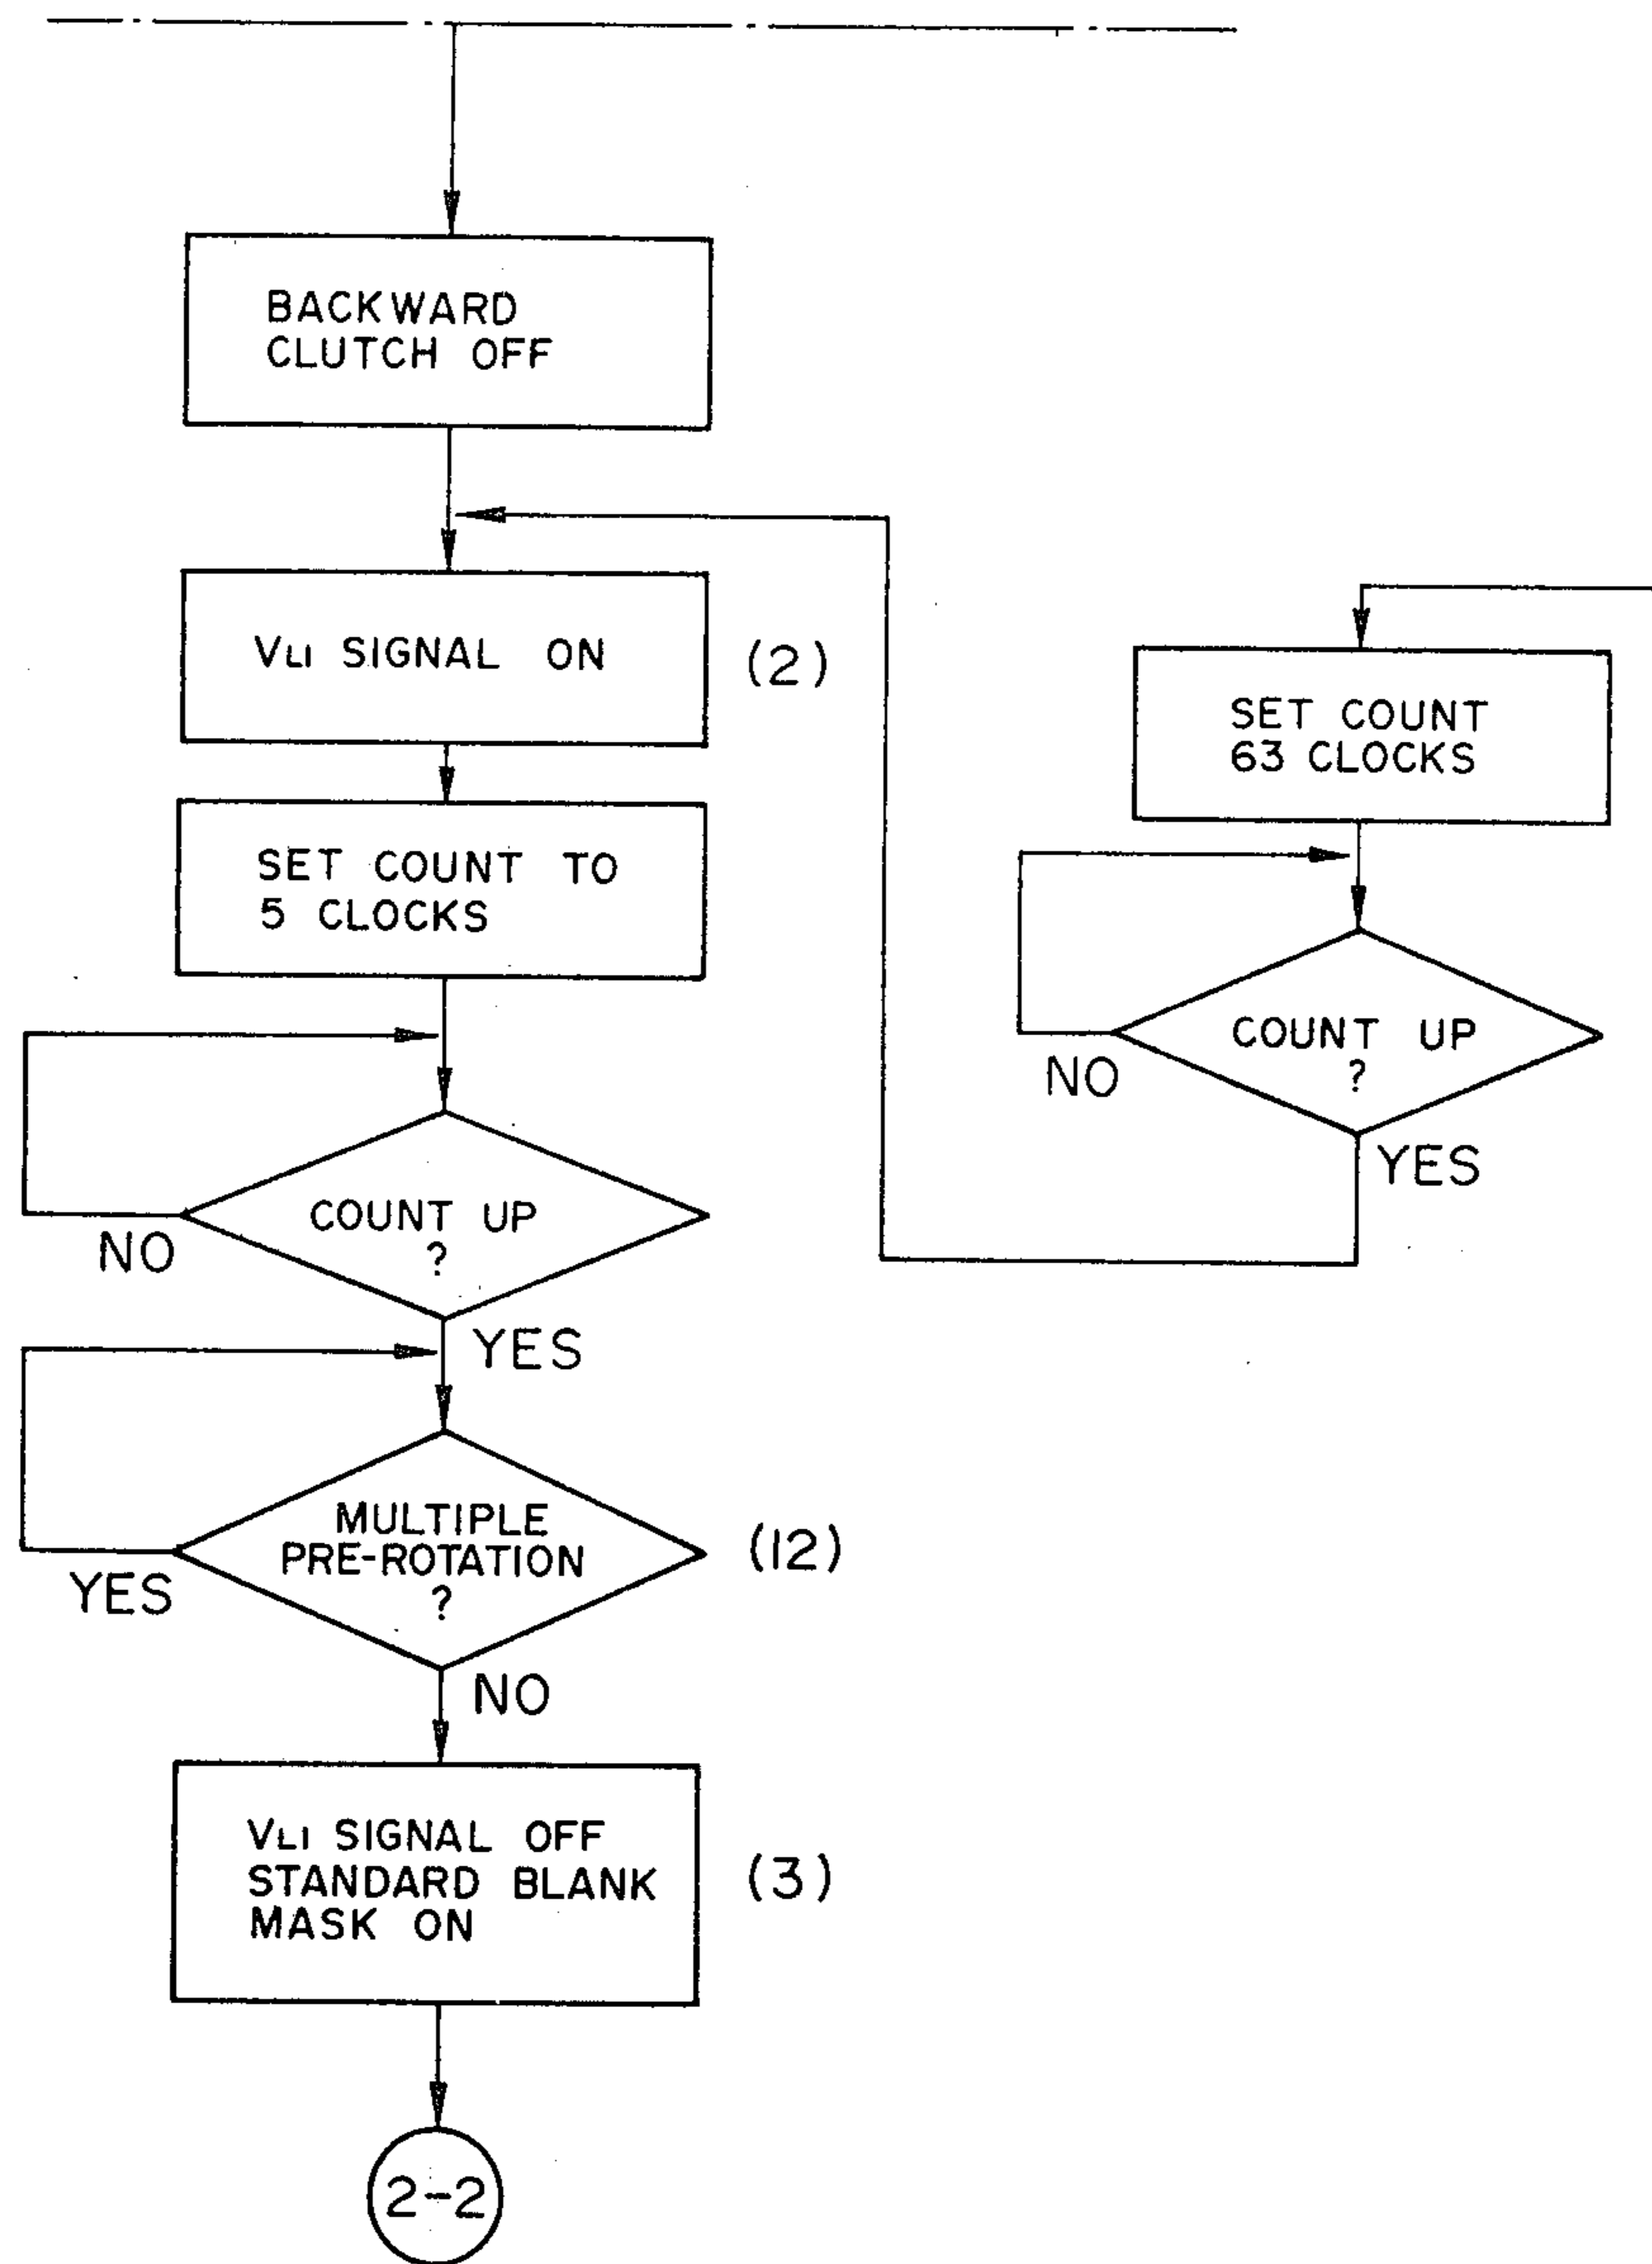 BACKWARD
CLUTCH OFF
VLI SIGNAL ON
(2)
SET COUNT TO
5 CLOCKS
COUNT UP
?
NO
YES
MULTIPLE
PRE-ROTATION
?
(12)
YES
NO
VLI SIGNAL OFF
STANDARD BLANK
MASK ON
(3)
2-2
SET COUNT
63 CLOCKS
COUNT UP
?
NO
YES